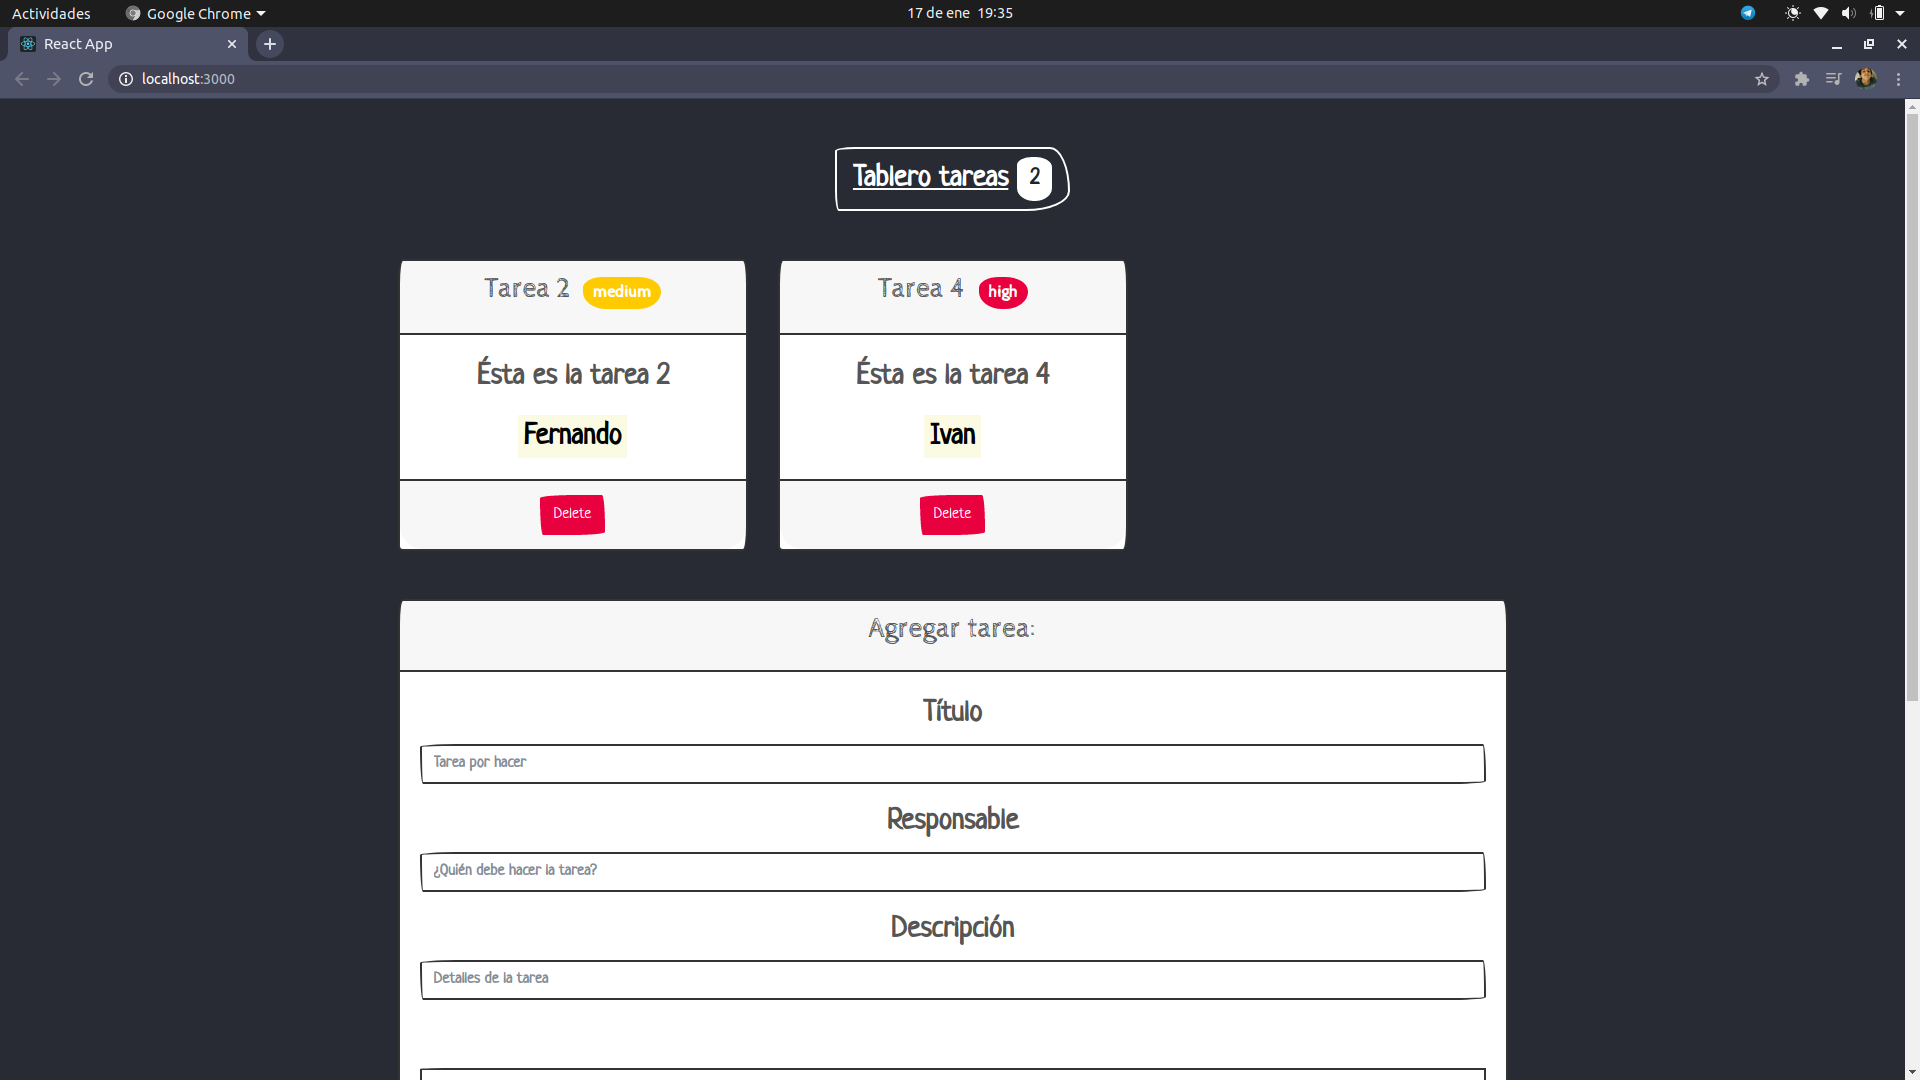 Actividades Google Chrome 17 de ene 19:35
React App
localhost:3000
Tablero tareas 2
Tarea 2 medium
Ésta es la tarea 2
Fernando
Delete
Tarea 4 high
Ésta es la tarea 4
Ivan
Delete
Agregar tarea:
Título
Tarea por hacer
Responsable
¿Quién debe hacer la tarea?
Descripción
Detalles de la tarea